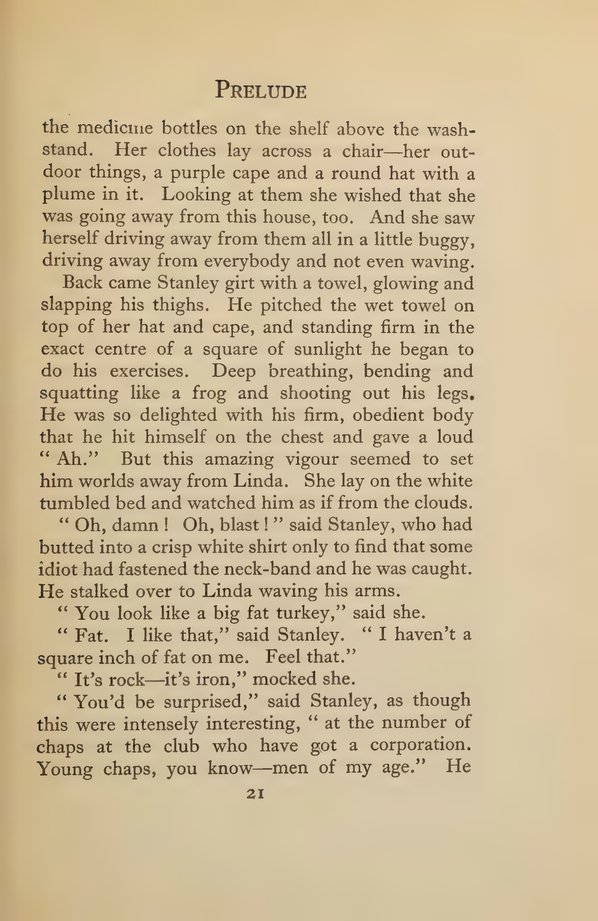 PRELUDE
the medicine bottles on the shelf above the wash-
stand. Her clothes lay across a chair—her out-
door things, a purple cape and a round hat with a
plume in it. Looking at them she wished that she
was going away from this house, too. And she saw
herself driving away from them all in a little buggy,
driving away from everybody and not even waving.
Back came Stanley girt with a towel, glowing and
slapping his thighs. He pitched the wet towel on
top of her hat and cape, and standing firm in the
exact centre of a square of sunlight he began to
do his exercises. Deep breathing, bending and
squatting like a frog and shooting out his legs.
He was so delighted with his firm, obedient body
that he hit himself on the chest and gave a loud
“ Ah.” But this amazing vigour seemed to set
him worlds away from Linda. She lay on the white
tumbled bed and watched him as if from the clouds.
“ Oh, damn ! Oh, blast ! ” said Stanley, who had
butted into a crisp white shirt only to find that some
idiot had fastened the neck-band and he was caught.
He stalked over to Linda waving his arms.
“ You look like a big fat turkey,” said she.
“ Fat. I like that,” said Stanley. “ I haven’t a
square inch of fat on me. Feel that.”
“ It’s rock—it’s iron,” mocked she.
“ You’d be surprised,” said Stanley, as though
this were intensely interesting, “ at the number of
chaps at the club who have got a corporation.
Young chaps, you know—men of my age.” He
21